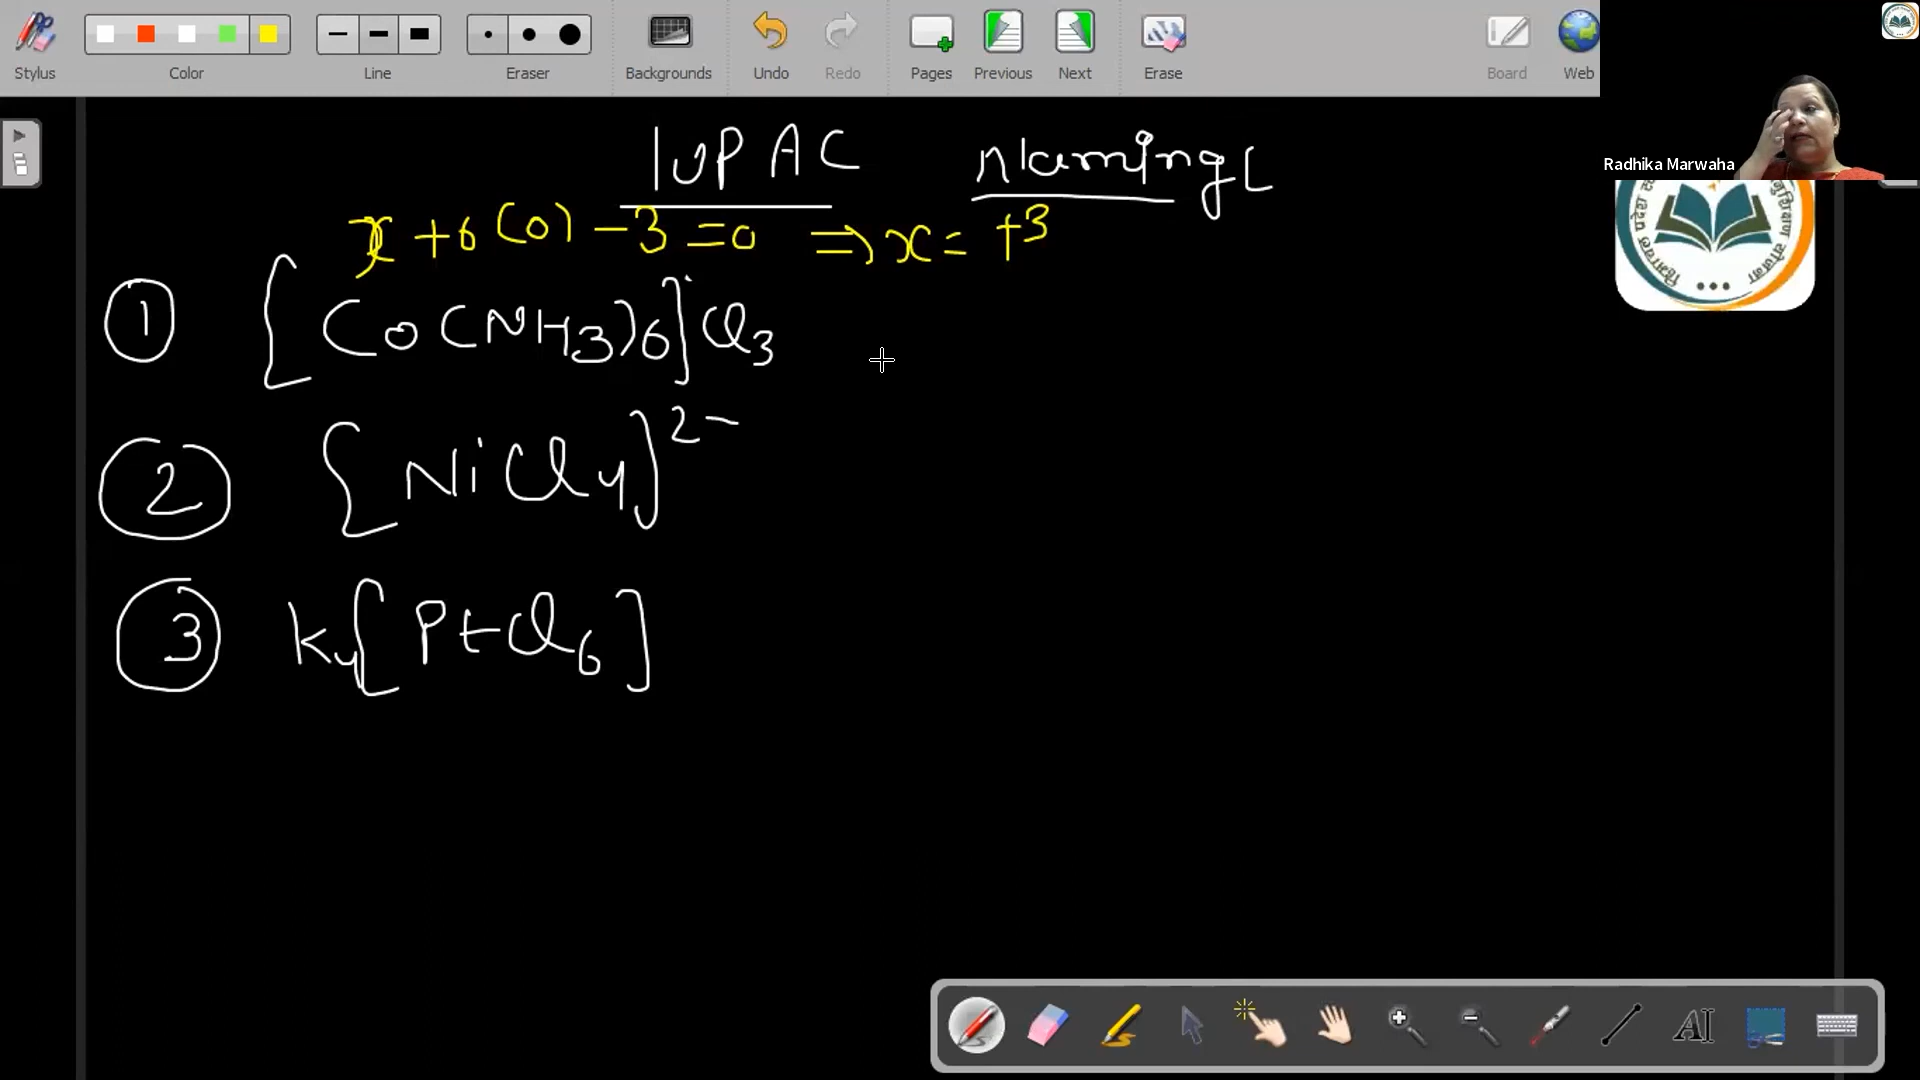 Stylus Color Line Eraser Backgrounds Undo Redo Pages Previous Next Erase Board Web
Radhika Marwaha
IUPAC naming
x + 6(0) - 3 = 0 ⇒ x = +3
① [Co(NH3)6]Cl3
② [NiCl4]2-
③ K4[PtCl6]